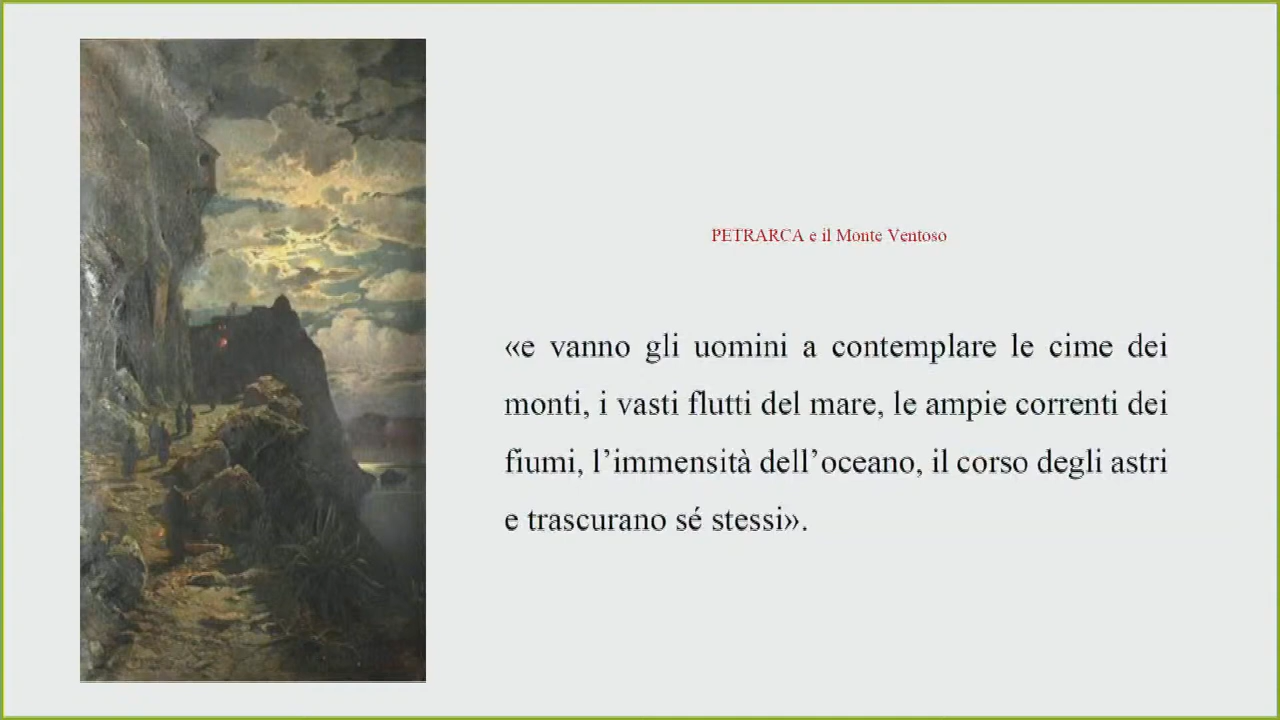 PETRARCA e il Monte Ventoso
«e vanno gli uomini a contemplare le cime dei
monti, i vasti flutti del mare, le ampie correnti dei
fiumi, l’immensità dell’oceano, il corso degli astri
e trascurano sé stessi».